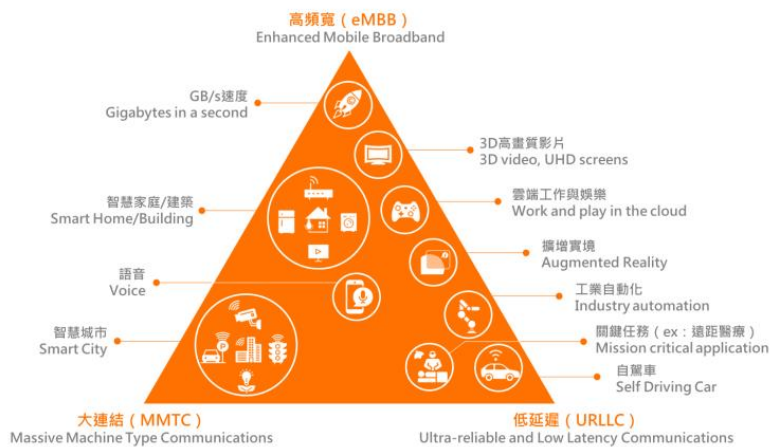 高頻寬（eMBB）
Enhanced Mobile Broadband
GB/s速度
Gigabytes in a second
3D高畫質影片
3D video, UHD screens
智慧家庭/建築
Smart Home/Building
雲端工作與娛樂
Work and play in the cloud
擴增實境
Augmented Reality
語音
Voice
工業自動化
Industry automation
智慧城市
Smart City
關鍵任務（ex：遠距醫療）
Mission critical application
自駕車
Self Driving Car
大連結（MMTC）
Massive Machine Type Communications
低延遲（URLLC）
Ultra-reliable and Low Latency Communications